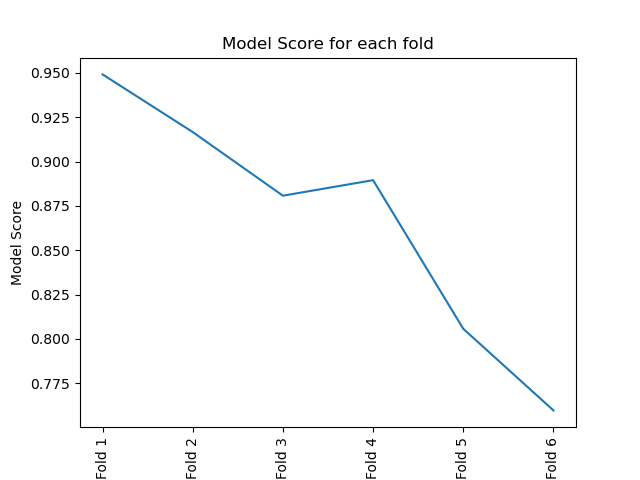 Model Score for each fold
Model Score
0.950
0.925
0.900
0.875
0.850
0.825
0.800
0.775
Fold 1
Fold 2
Fold 3
Fold 4
Fold 5
Fold 6